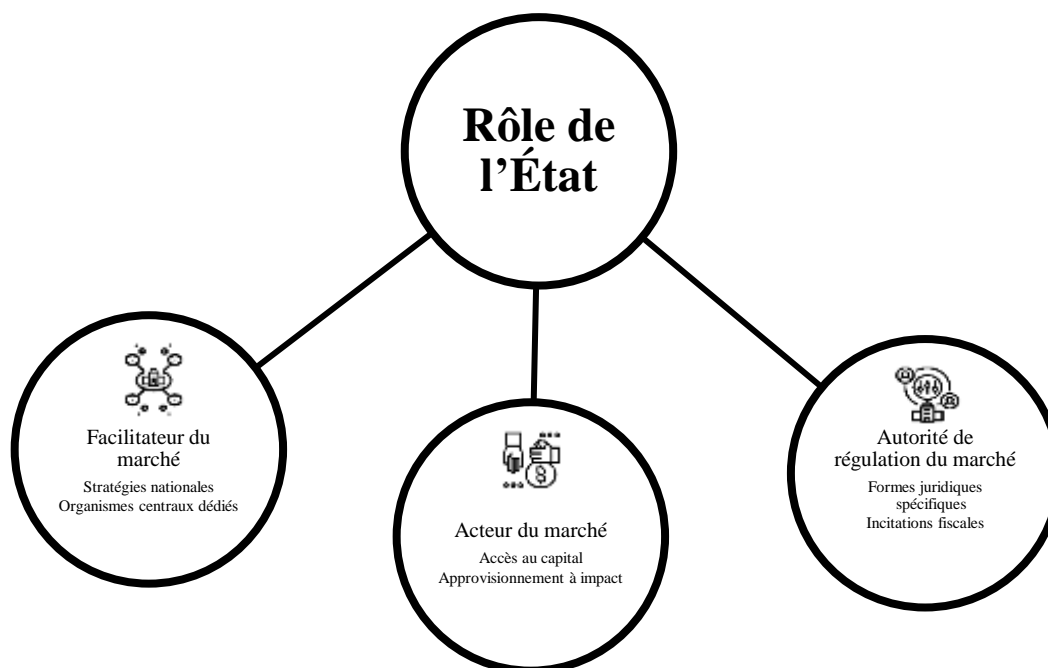 Rôle de
l’État
Facilitateur du
marché
Stratégies nationales
Organismes centraux dédiés
Acteur du marché
Accès au capital
Approvisionnement à impact
Autorité de
régulation du marché
Formes juridiques
spécifiques
Incitations fiscales